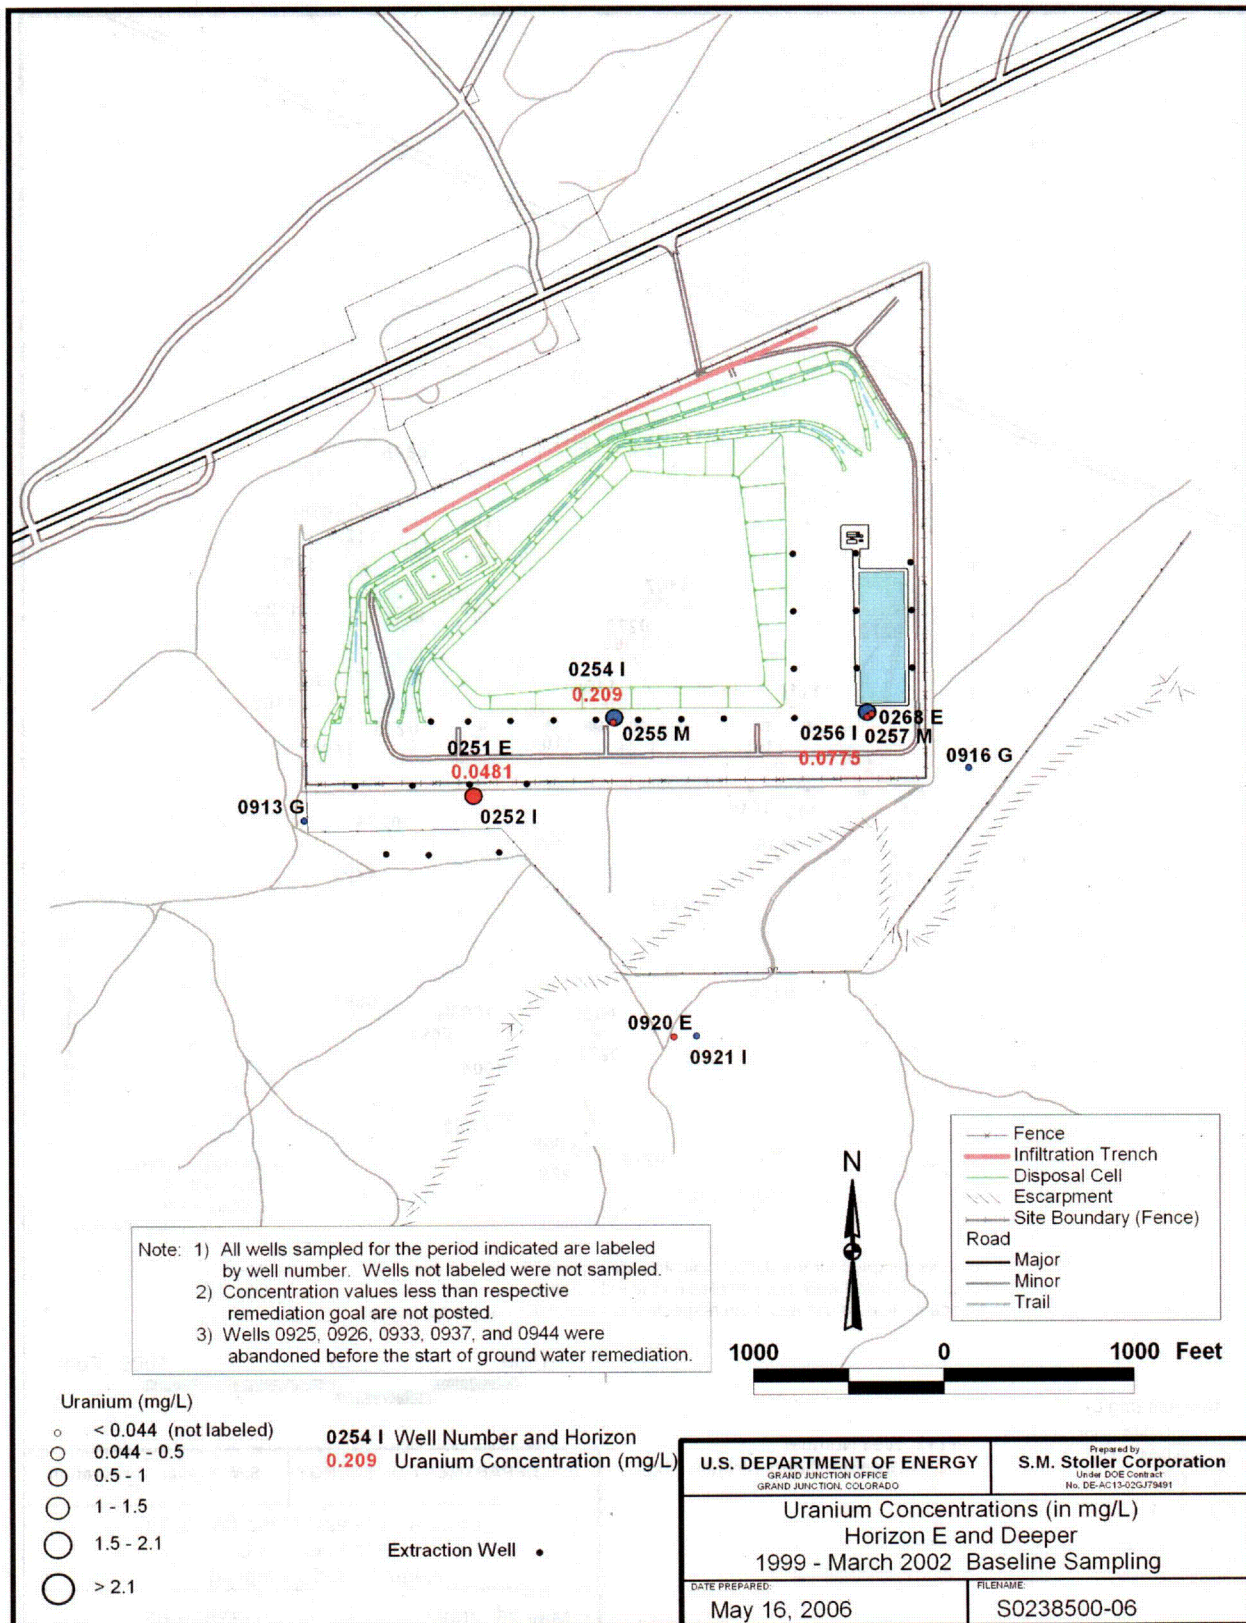 0254 I
0.209
0255 M
0251 E
0.0481
0252 I
0256 I
0.0775
0268 E
0257 M
0916 G
0913 G
0920 E
0921 I
N
Fence
Infiltration Trench
Disposal Cell
Escarpment
Site Boundary (Fence)
Road
Major
Minor
Trail
Note: 1) All wells sampled for the period indicated are labeled
by well number. Wells not labeled were not sampled.
2) Concentration values less than respective
remediation goal are not posted.
3) Wells 0925, 0926, 0933, 0937, and 0944 were
abandoned before the start of ground water remediation.
1000 0 1000 Feet
Uranium (mg/L)
< 0.044 (not labeled)
0.044 - 0.5
0.5 - 1
1 - 1.5
1.5 - 2.1
> 2.1
0254 I Well Number and Horizon
0.209 Uranium Concentration (mg/L)
Extraction Well
U.S. DEPARTMENT OF ENERGY
GRAND JUNCTION OFFICE
GRAND JUNCTION, COLORADO
Prepared by
S.M. Stoller Corporation
Under DOE Contract
No. DE-AC13-02GJ79491
Uranium Concentrations (in mg/L)
Horizon E and Deeper
1999 - March 2002 Baseline Sampling
DATE PREPARED:
May 16, 2006
FILENAME:
S0238500-06